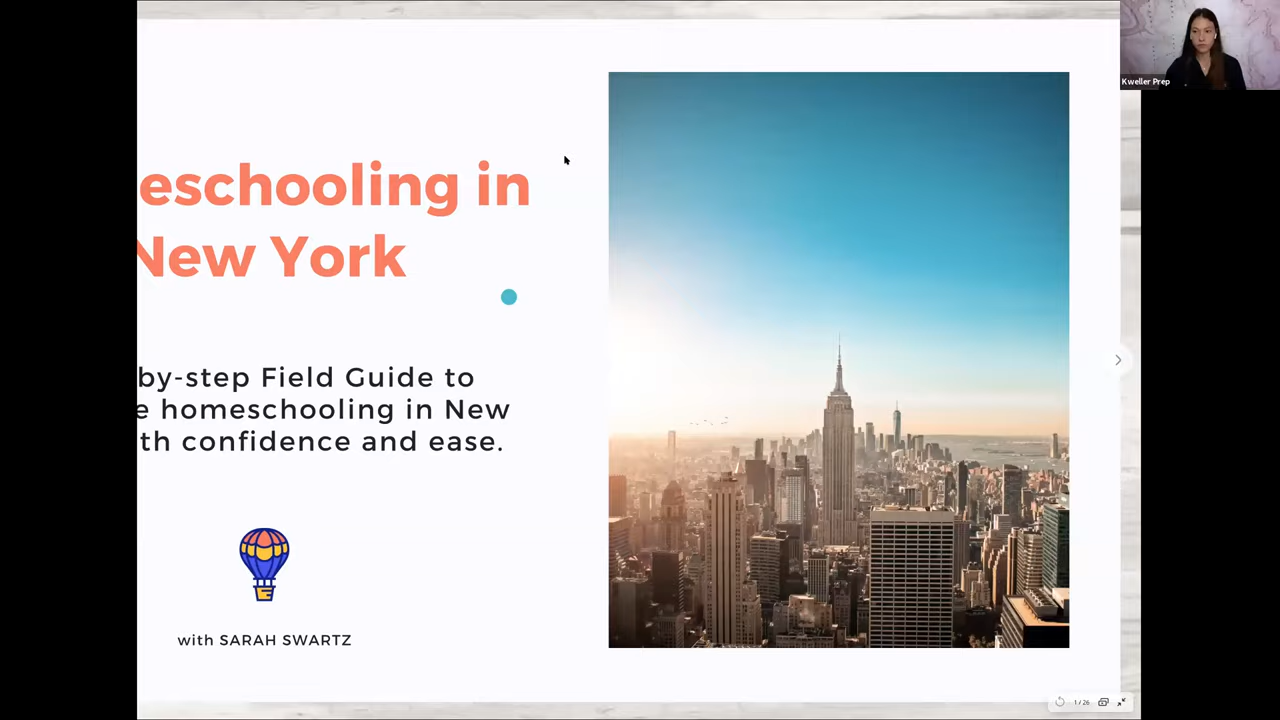 eschooling in
New York
by-step Field Guide to
e homeschooling in New
th confidence and ease.
with SARAH SWARTZ
Kweller Prep
1 / 26